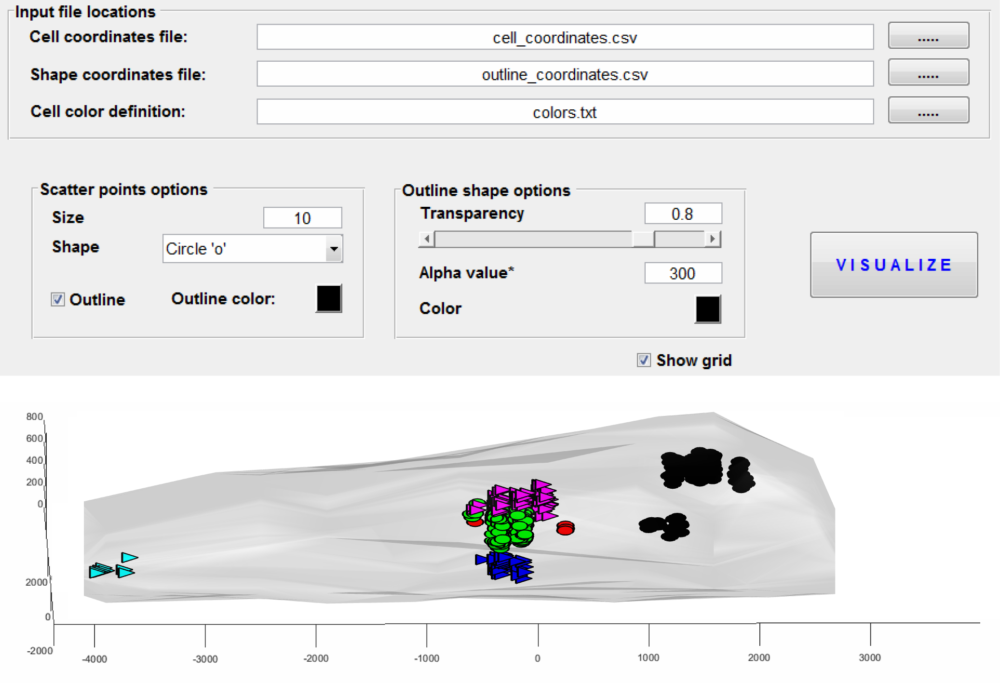 Input file locations
Cell coordinates file: cell_coordinates.csv .....
Shape coordinates file: outline_coordinates.csv .....
Cell color definition: colors.txt .....
Scatter points options
Size 10
Shape Circle 'o'
Outline Outline color:
Outline shape options
Transparency 0.8
Alpha value* 300
Color
VISUALIZE
Show grid
800
600
400
200
0
2000
0
-2000
-4000 -3000 -2000 -1000 0 1000 2000 3000